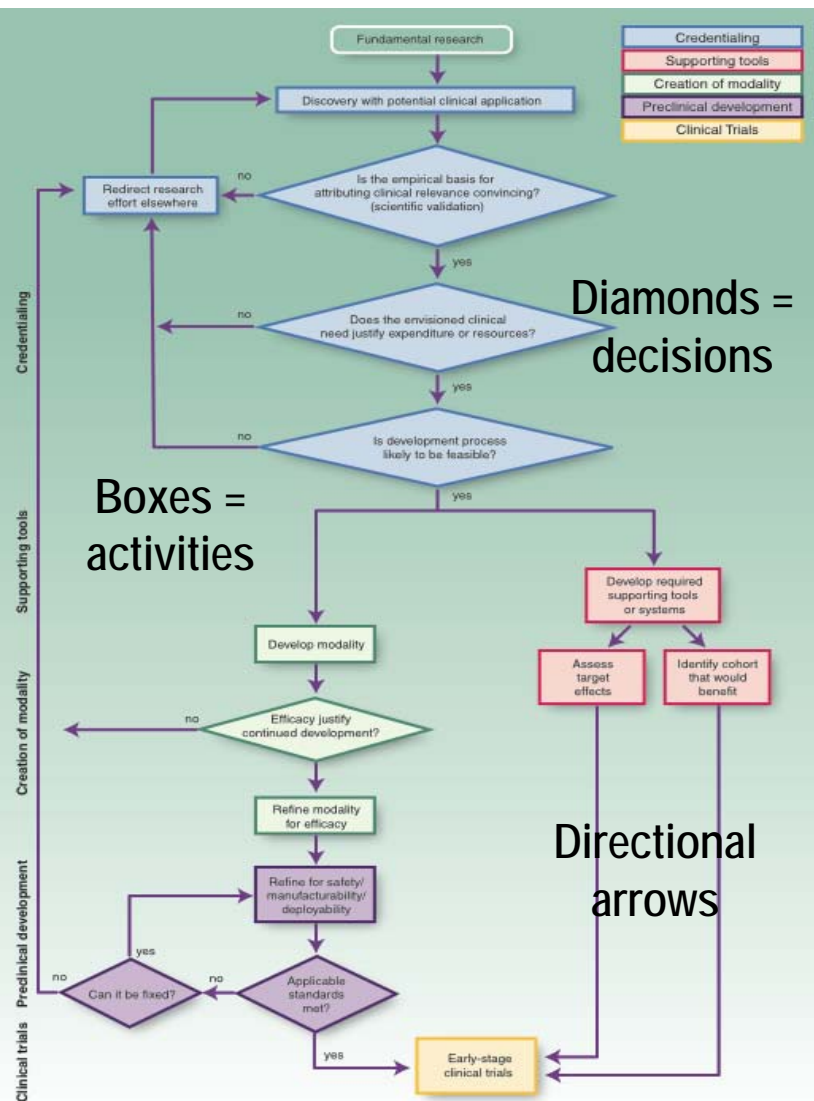 Fundamental research
Credentialing
Supporting tools
Creation of modality
Preclinical development
Clinical Trials
Discovery with potential clinical application
Is the empirical basis for
attributing clinical relevance convincing?
(scientific validation)
no
Redirect research
effort elsewhere
yes
Does the envisioned clinical
need justify expenditure or resources?
no
Diamonds =
decisions
yes
Is development process
likely to be feasible?
no
yes
Boxes =
activities
Develop required
supporting tools
or systems
Develop modality
Assess
target
effects
Identify cohort
that would
benefit
Efficacy justify
continued development?
no
Refine modality
for efficacy
Directional
arrows
Refine for safety/
manufacturability/
deployability
yes
no
Can it be fixed?
no
Applicable
standards
met?
yes
Early-stage
clinical trials
Credentialing
Supporting tools
Creation of modality
Preclinical development
Clinical trials